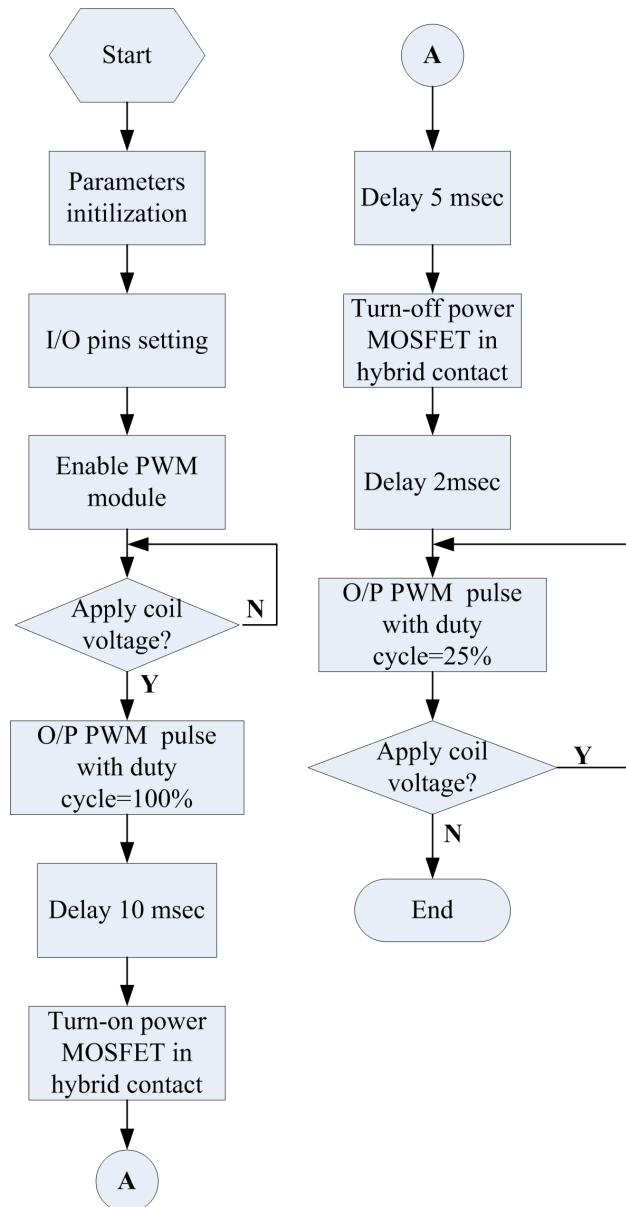 Start
Parameters
initilization
I/O pins setting
Enable PWM
module
Apply coil
voltage?
N
Y
O/P PWM pulse
with duty
cycle=100%
Delay 10 msec
Turn-on power
MOSFET in
hybrid contact
A
A
Delay 5 msec
Turn-off power
MOSFET in
hybrid contact
Delay 2msec
O/P PWM pulse
with duty
cycle=25%
Apply coil
voltage?
Y
N
End